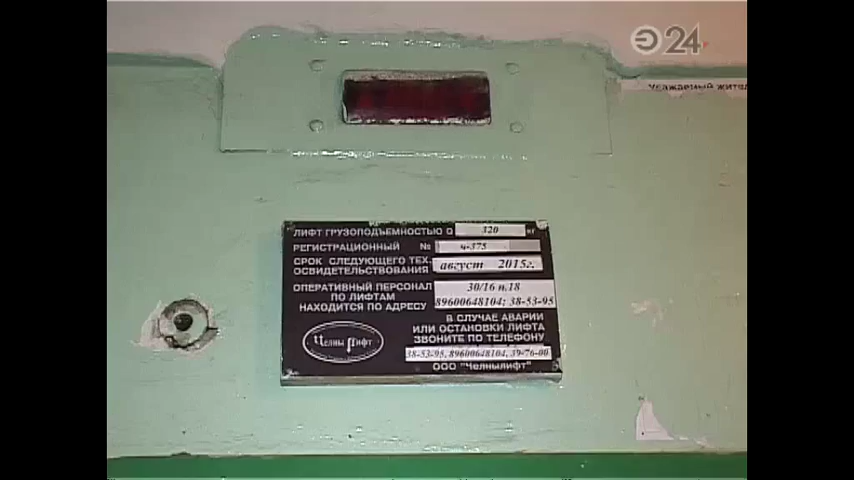 Э24
Уважаемый жител
ЛИФТ ГРУЗОПОДЪЕМНОСТЬЮ Q 320 кг
РЕГИСТРАЦИОННЫЙ № ч-375
СРОК СЛЕДУЮЩЕГО ТЕХ. ОСВИДЕТЕЛЬСТВОВАНИЯ август 2015г.
ОПЕРАТИВНЫЙ ПЕРСОНАЛ 30/16 п.18
ПО ЛИФТАМ
НАХОДИТСЯ ПО АДРЕСУ 89600648104; 38-53-95
В СЛУЧАЕ АВАРИИ
ИЛИ ОСТАНОВКИ ЛИФТА
ЗВОНИТЕ ПО ТЕЛЕФОНУ
Челны Лифт
38-53-95, 89600648104, 39-76-00
ООО "Челнылифт"